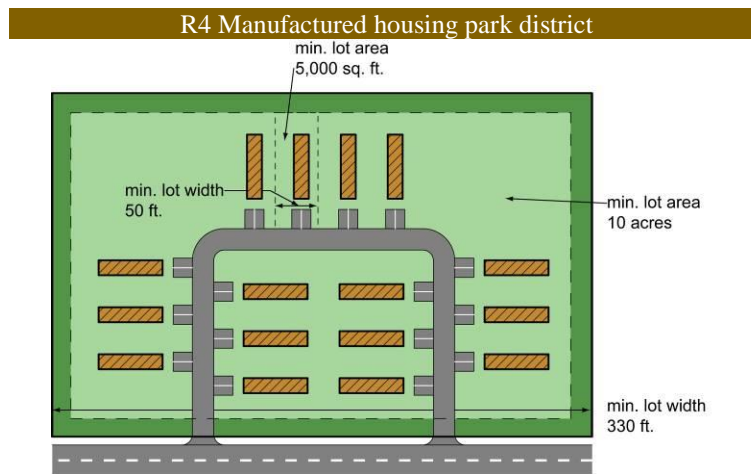 R4 Manufactured housing park district
min. lot area
5,000 sq. ft.
min. lot width
50 ft.
min. lot area
10 acres
min. lot width
330 ft.